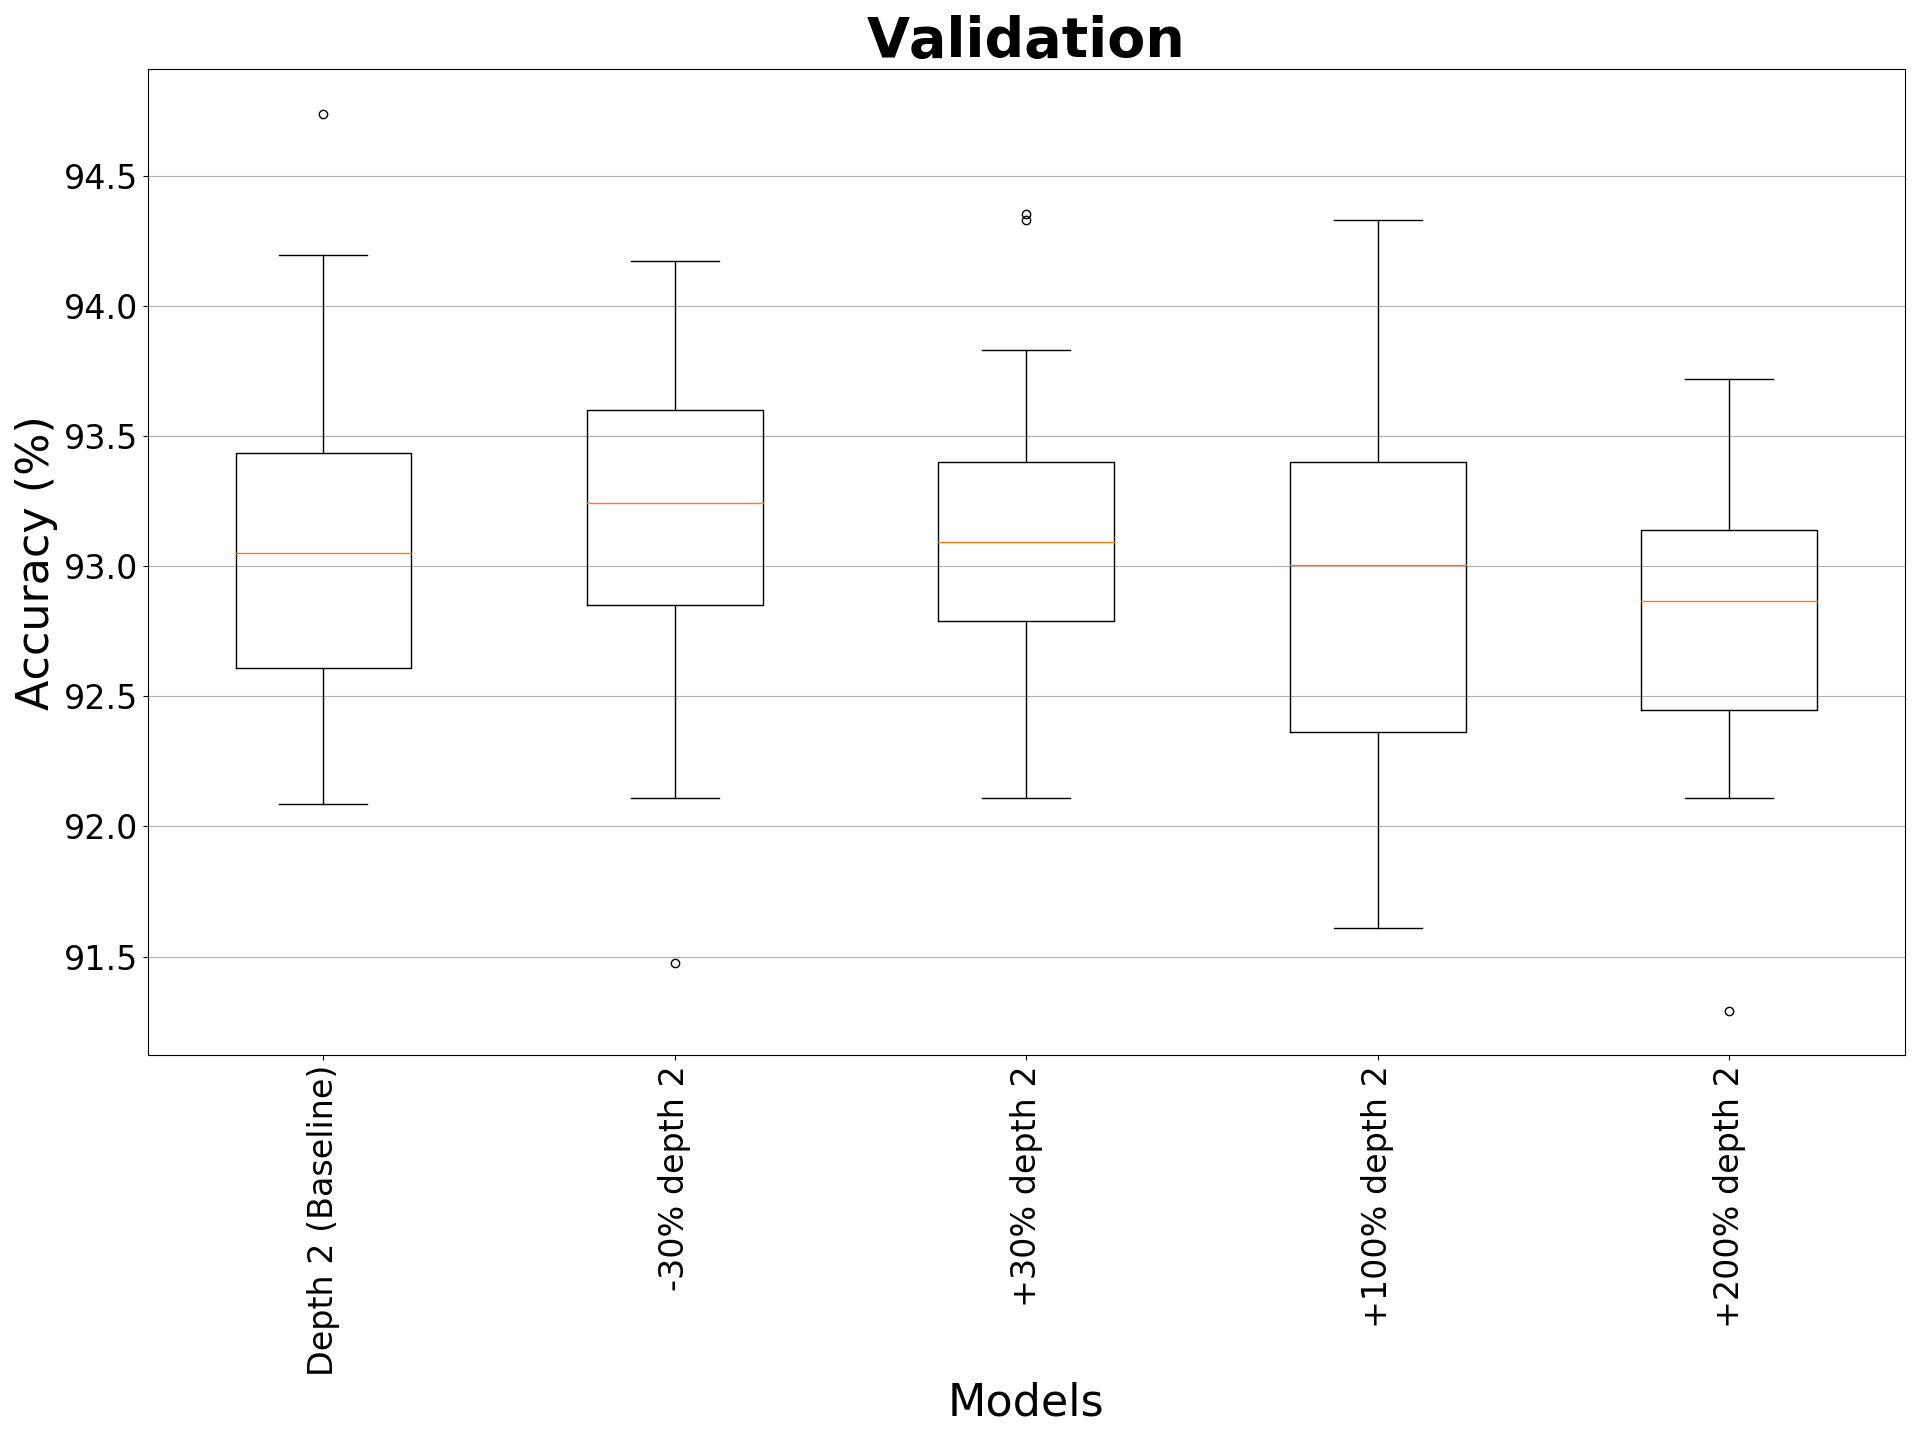 Validation
Accuracy (%)
94.5
94.0
93.5
93.0
92.5
92.0
91.5
Depth 2 (Baseline)
-30% depth 2
+30% depth 2
+100% depth 2
+200% depth 2
Models